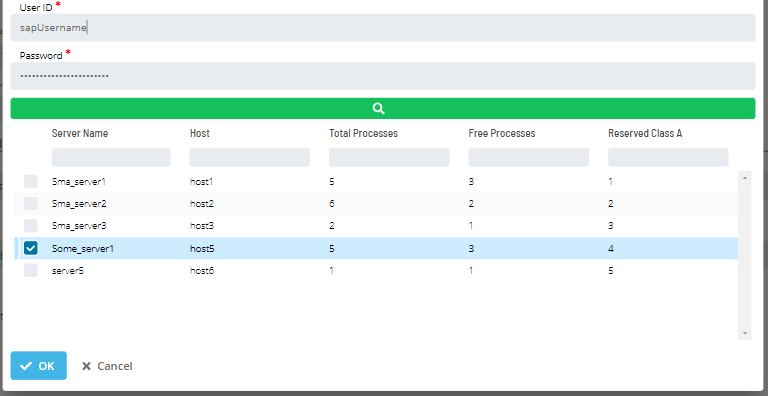 User ID *
sapUsername
Password *
•••••••••••••••••••••••
Server Name Host Total Processes Free Processes Reserved Class A
Sma_server1 host1 5 3 1
Sma_server2 host2 6 2 2
Sma_server3 host3 2 1 3
Some_server1 host5 5 3 4
server5 host6 1 1 5
OK Cancel